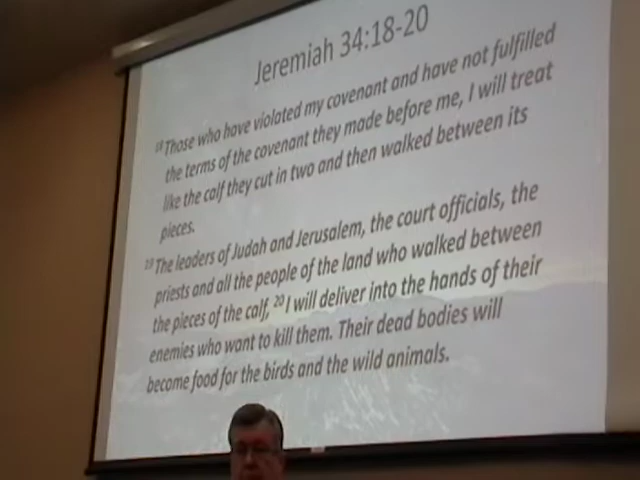 Jeremiah 34:18-20
18 Those who have violated my covenant and have not fulfilled
the terms of the covenant they made before me, I will treat
like the calf they cut in two and then walked between its
pieces.
19 The leaders of Judah and Jerusalem, the court officials, the
priests and all the people of the land who walked between
the pieces of the calf, 20 I will deliver into the hands of their
enemies who want to kill them. Their dead bodies will
become food for the birds and the wild animals.